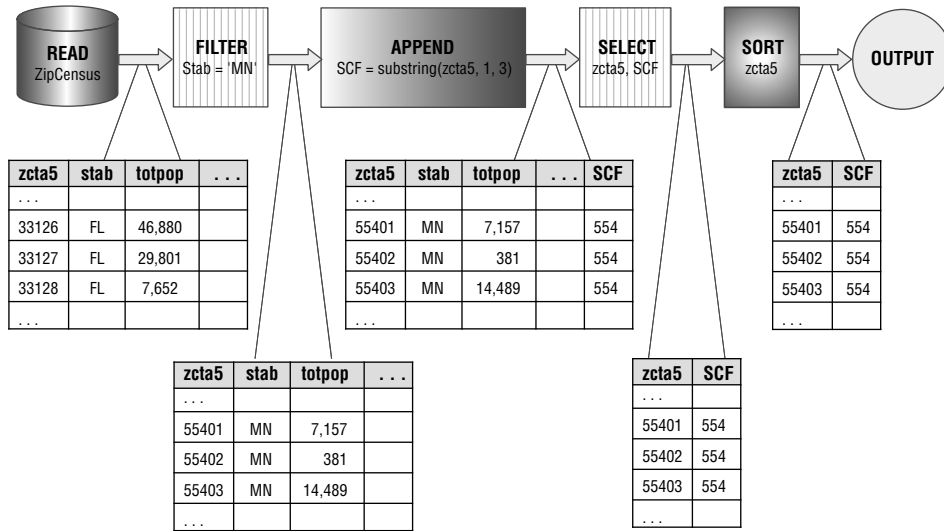 READ
ZipCensus
FILTER
Stab = 'MN'
APPEND
SCF = substring(zcta5, 1, 3)
SELECT
zcta5, SCF
SORT
zcta5
OUTPUT
zcta5 stab totpop . . .
. . .
33126 FL 46,880
33127 FL 29,801
33128 FL 7,652
. . .
zcta5 stab totpop . . . SCF
. . .
55401 MN 7,157 554
55402 MN 381 554
55403 MN 14,489 554
. . .
zcta5 SCF
. . .
55401 554
55402 554
55403 554
. . .
zcta5 stab totpop . . .
. . .
55401 MN 7,157
55402 MN 381
55403 MN 14,489
. . .
zcta5 SCF
. . .
55401 554
55402 554
55403 554
. . .